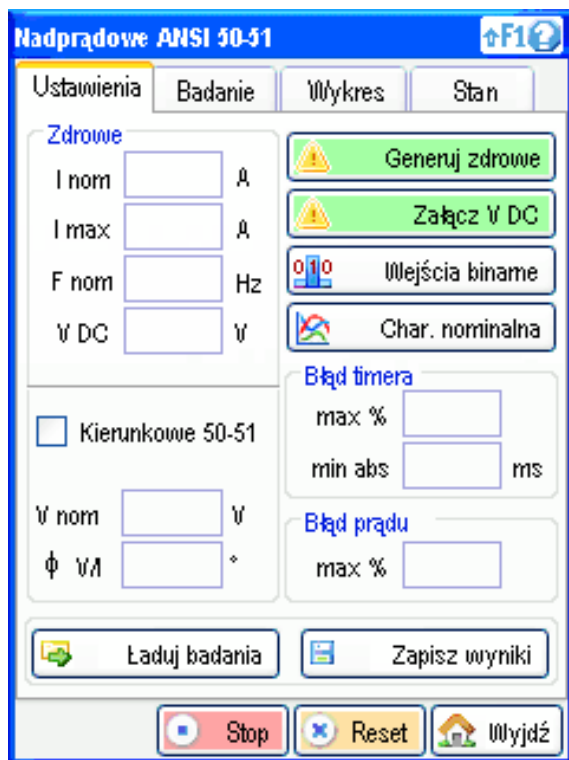 Nadprądowe ANSI 50-51 F1 ?
Ustawienia Badanie Wykres Stan
Zdrowe
I nom A
I max A
F nom Hz
V DC V
Generuj zdrowe
Załącz V DC
010 Wejścia binarne
Char. nominalna
Błąd timera
max %
min abs ms
Kierunkowe 50-51
V nom V
ϕ V/I °
Błąd prądu
max %
Ładuj badania Zapisz wyniki
Stop Reset Wyjdź